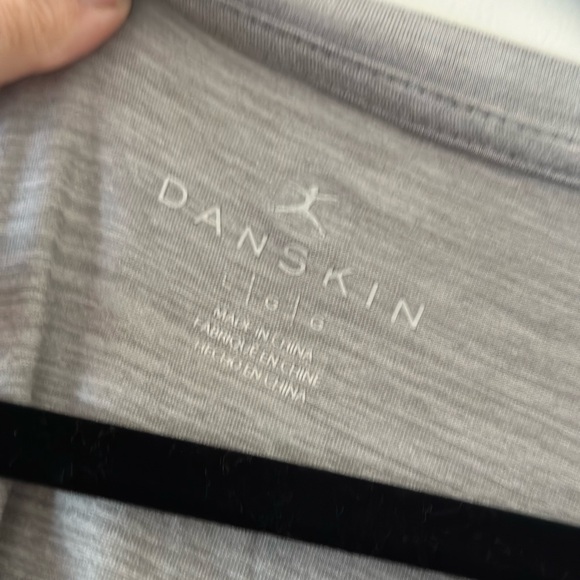 DANSKIN
L|G|G
MADE IN CHINA
FABRIQUÉ EN CHINE
HECHO EN CHINA